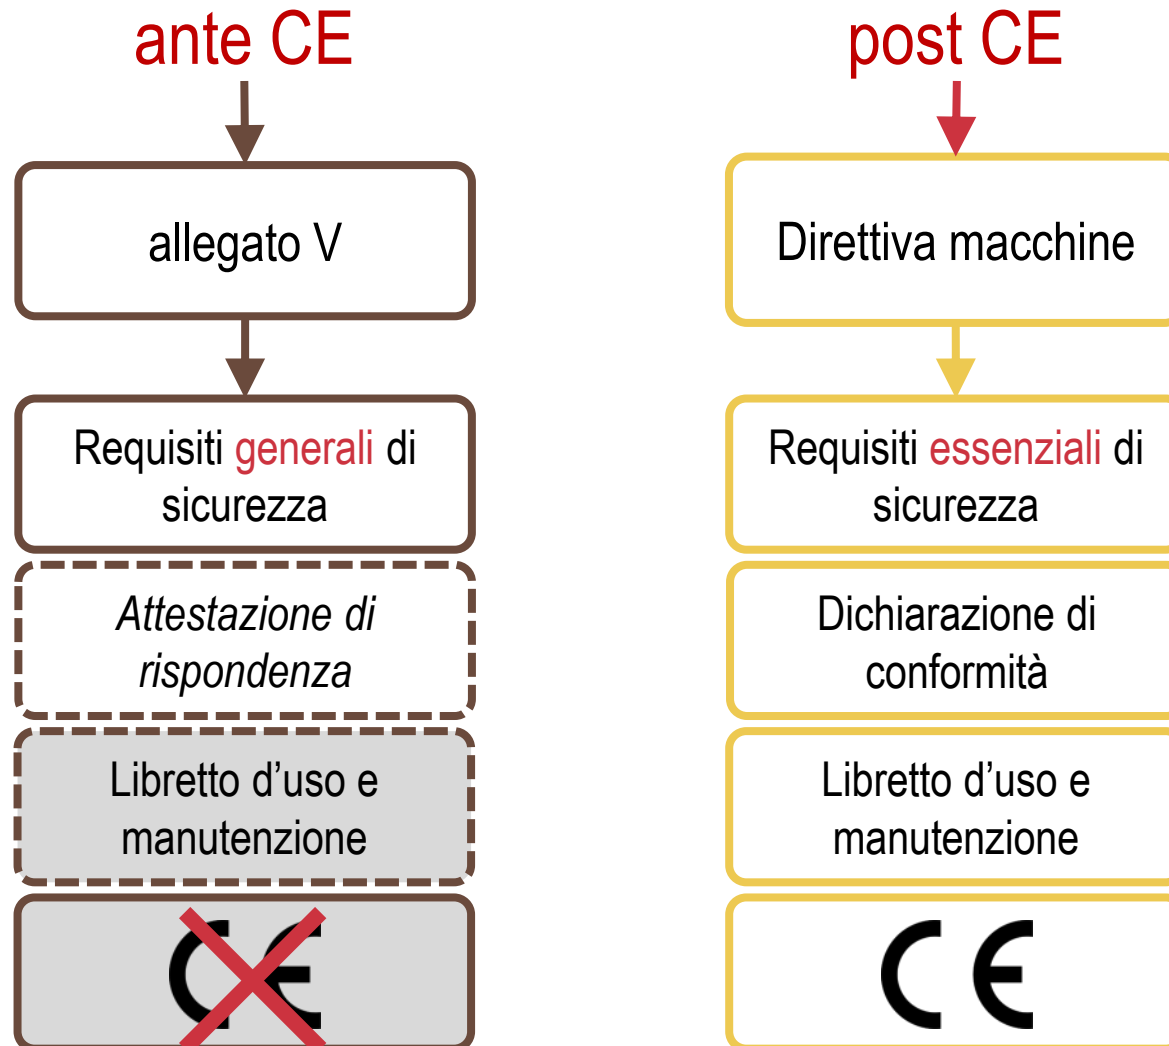 ante CE
allegato V
Requisiti generali di
sicurezza
Attestazione di
rispondenza
Libretto d’uso e
manutenzione
CE
post CE
Direttiva macchine
Requisiti essenziali di
sicurezza
Dichiarazione di
conformità
Libretto d’uso e
manutenzione
CE